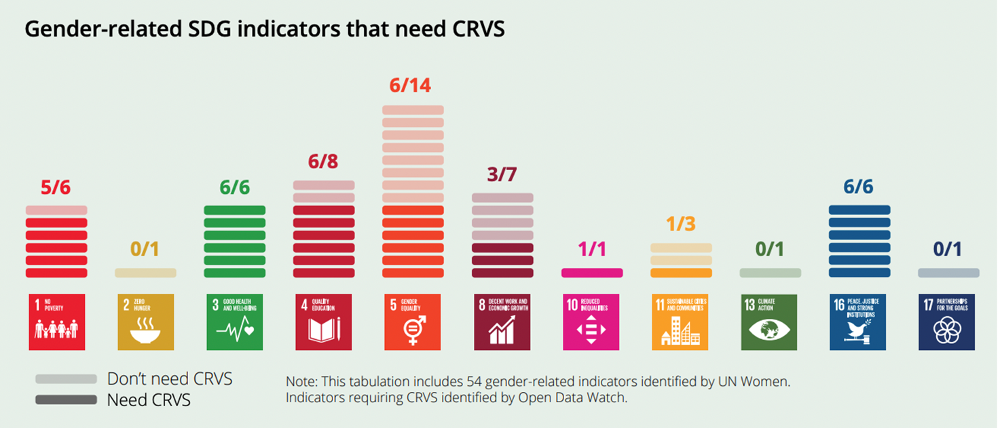 Gender-related SDG indicators that need CRVS
5/6
0/1
6/6
6/8
6/14
3/7
1/1
1/3
0/1
6/6
0/1
1 NO
POVERTY
2 ZERO
HUNGER
3 GOOD HEALTH
AND WELL-BEING
4 QUALITY
EDUCATION
5 GENDER
EQUALITY
8 DECENT WORK AND
ECONOMIC GROWTH
10 REDUCED
INEQUALITIES
11 SUSTAINABLE CITIES
AND COMMUNITIES
13 CLIMATE
ACTION
16 PEACE, JUSTICE
AND STRONG
INSTITUTIONS
17 PARTNERSHIPS
FOR THE GOALS
Don't need CRVS
Need CRVS
Note: This tabulation includes 54 gender-related indicators identified by UN Women.
Indicators requiring CRVS identified by Open Data Watch.